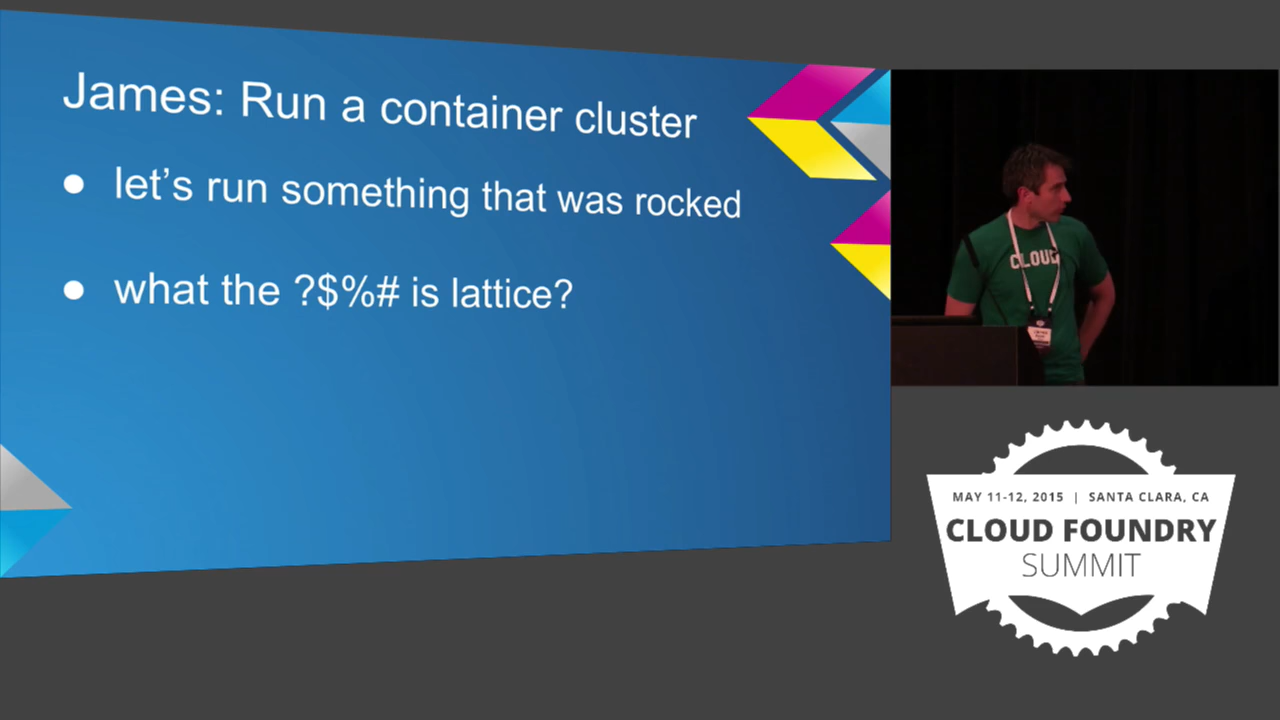 James: Run a container cluster
● let’s run something that was rocked
● what the ?$%# is lattice?
CLOUD
MAY 11-12, 2015 | SANTA CLARA, CA
CLOUD FOUNDRY
SUMMIT